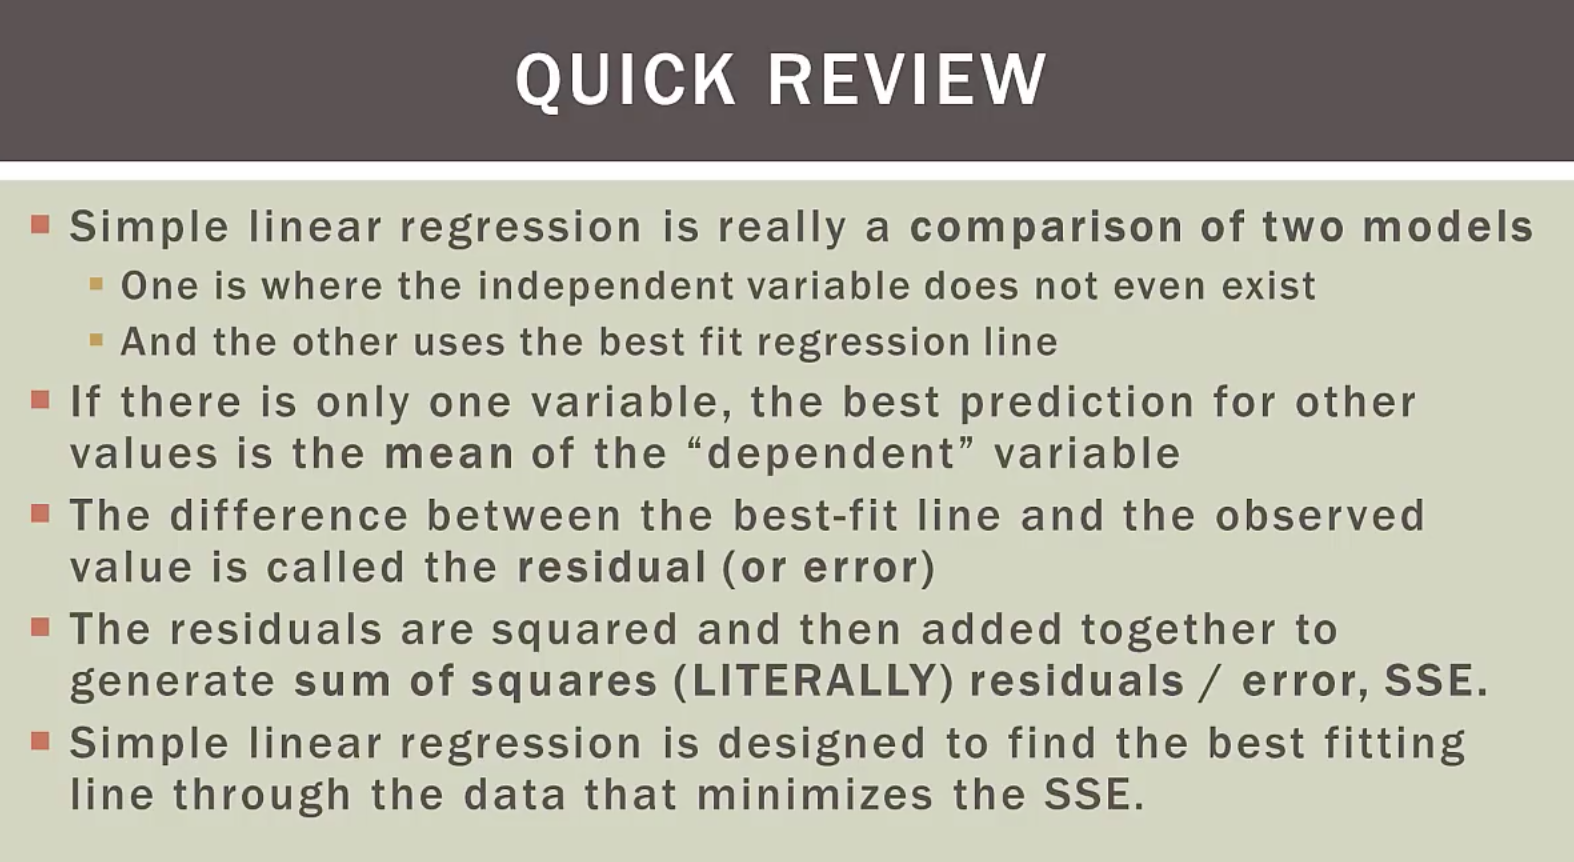 QUICK REVIEW
Simple linear regression is really a comparison of two models
One is where the independent variable does not even exist
And the other uses the best fit regression line
If there is only one variable, the best prediction for other
values is the mean of the “dependent” variable
The difference between the best-fit line and the observed
value is called the residual (or error)
The residuals are squared and then added together to
generate sum of squares (LITERALLY) residuals / error, SSE.
Simple linear regression is designed to find the best fitting
line through the data that minimizes the SSE.